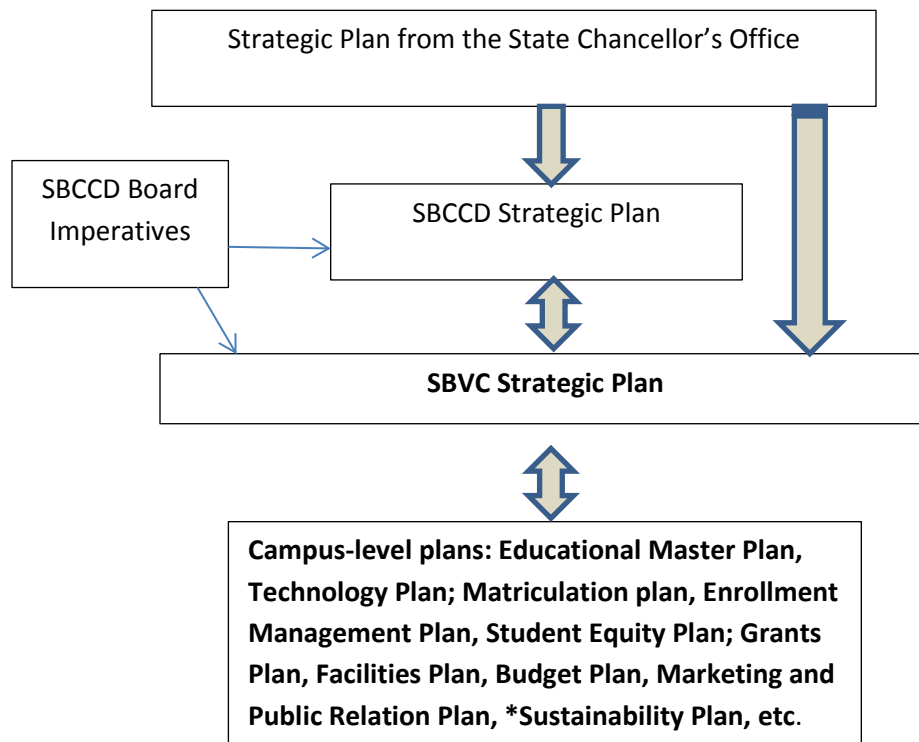 Strategic Plan from the State Chancellor’s Office
SBCCD Board
Imperatives
SBCCD Strategic Plan
SBVC Strategic Plan
Campus-level plans: Educational Master Plan,
Technology Plan; Matriculation plan, Enrollment
Management Plan, Student Equity Plan; Grants
Plan, Facilities Plan, Budget Plan, Marketing and
Public Relation Plan, *Sustainability Plan, etc.